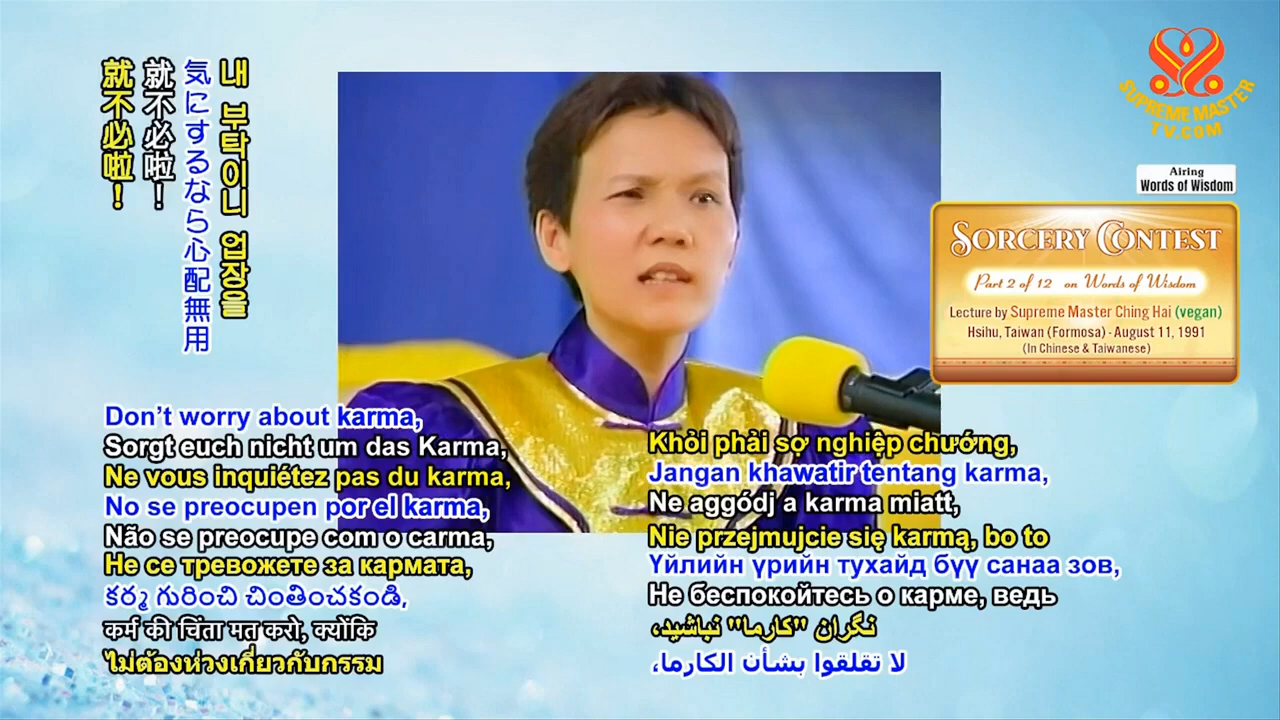 내 부탁이니 업장을
気にするなら心配無用
就不必啦！
就不必啦！
SUPREME MASTER
TV.COM
Airing
Words of Wisdom
SORCERY CONTEST
Part 2 of 12 on Words of Wisdom
Lecture by Supreme Master Ching Hai (vegan)
Hsihu, Taiwan (Formosa) - August 11, 1991
(In Chinese & Taiwanese)
Don’t worry about karma,
Sorgt euch nicht um das Karma,
Ne vous inquiétez pas du karma,
No se preocupen por el karma,
Não se preocupe com o carma,
Не се тревожете за кармата,
కర్మ గురించి చింతించకండి,
कर्म की चिंता मत करो, क्योंकि
ไม่ต้องห่วงเกี่ยวกับกรรม
Khỏi phải sợ nghiệp chướng,
Jangan khawatir tentang karma,
Ne aggódj a karma miatt,
Nie przejmujcie się karmą, bo to
Үйлийн үрийн тухайд бүү санаа зов,
Не беспокойтесь о карме, ведь
نگران "کارما" نباشید،
لا تقلقوا بشأن الكارما،